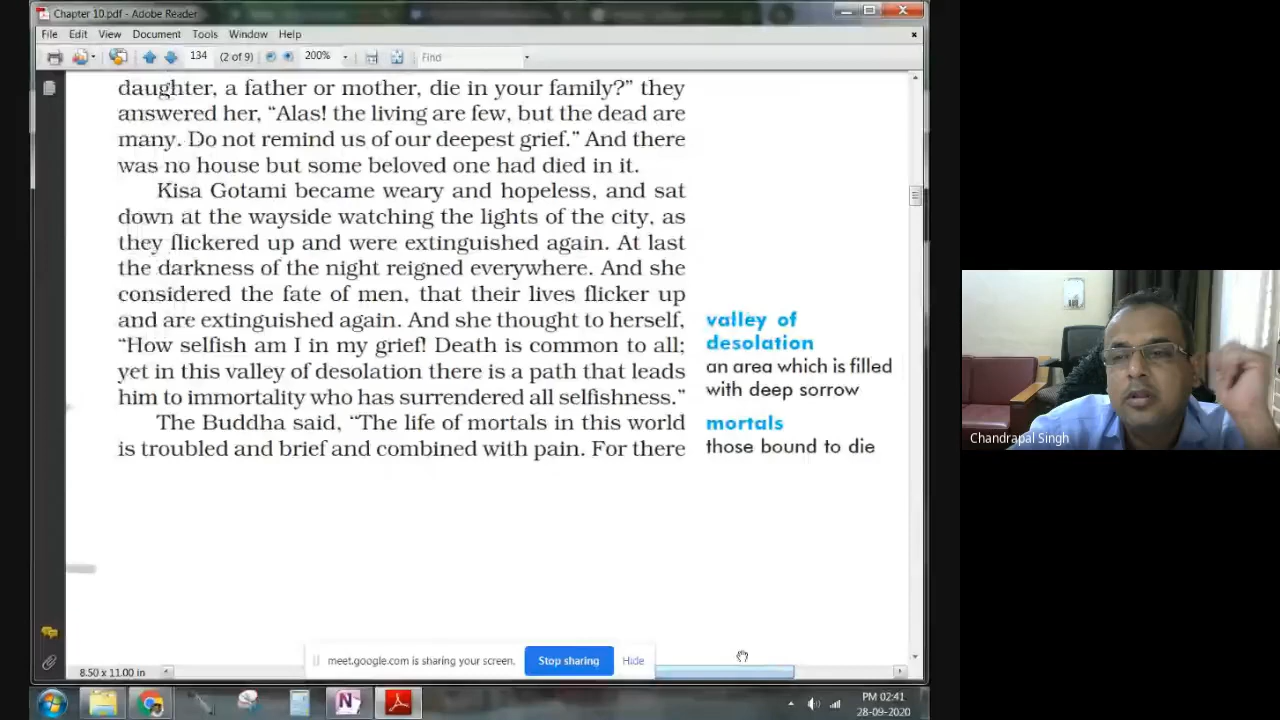 Chapter 10.pdf - Adobe Reader
File Edit View Document Tools Window Help
134 (2 of 9) 200% Find
daughter, a father or mother, die in your family?” they
answered her, “Alas! the living are few, but the dead are
many. Do not remind us of our deepest grief.” And there
was no house but some beloved one had died in it.
Kisa Gotami became weary and hopeless, and sat
down at the wayside watching the lights of the city, as
they flickered up and were extinguished again. At last
the darkness of the night reigned everywhere. And she
considered the fate of men, that their lives flicker up
and are extinguished again. And she thought to herself,
“How selfish am I in my grief! Death is common to all;
yet in this valley of desolation there is a path that leads
him to immortality who has surrendered all selfishness.”
The Buddha said, “The life of mortals in this world
is troubled and brief and combined with pain. For there
valley of
desolation
an area which is filled
with deep sorrow
mortals
those bound to die
Chandrapal Singh
meet.google.com is sharing your screen. Stop sharing Hide
8.50 x 11.00 in
PM 02:41
28-09-2020